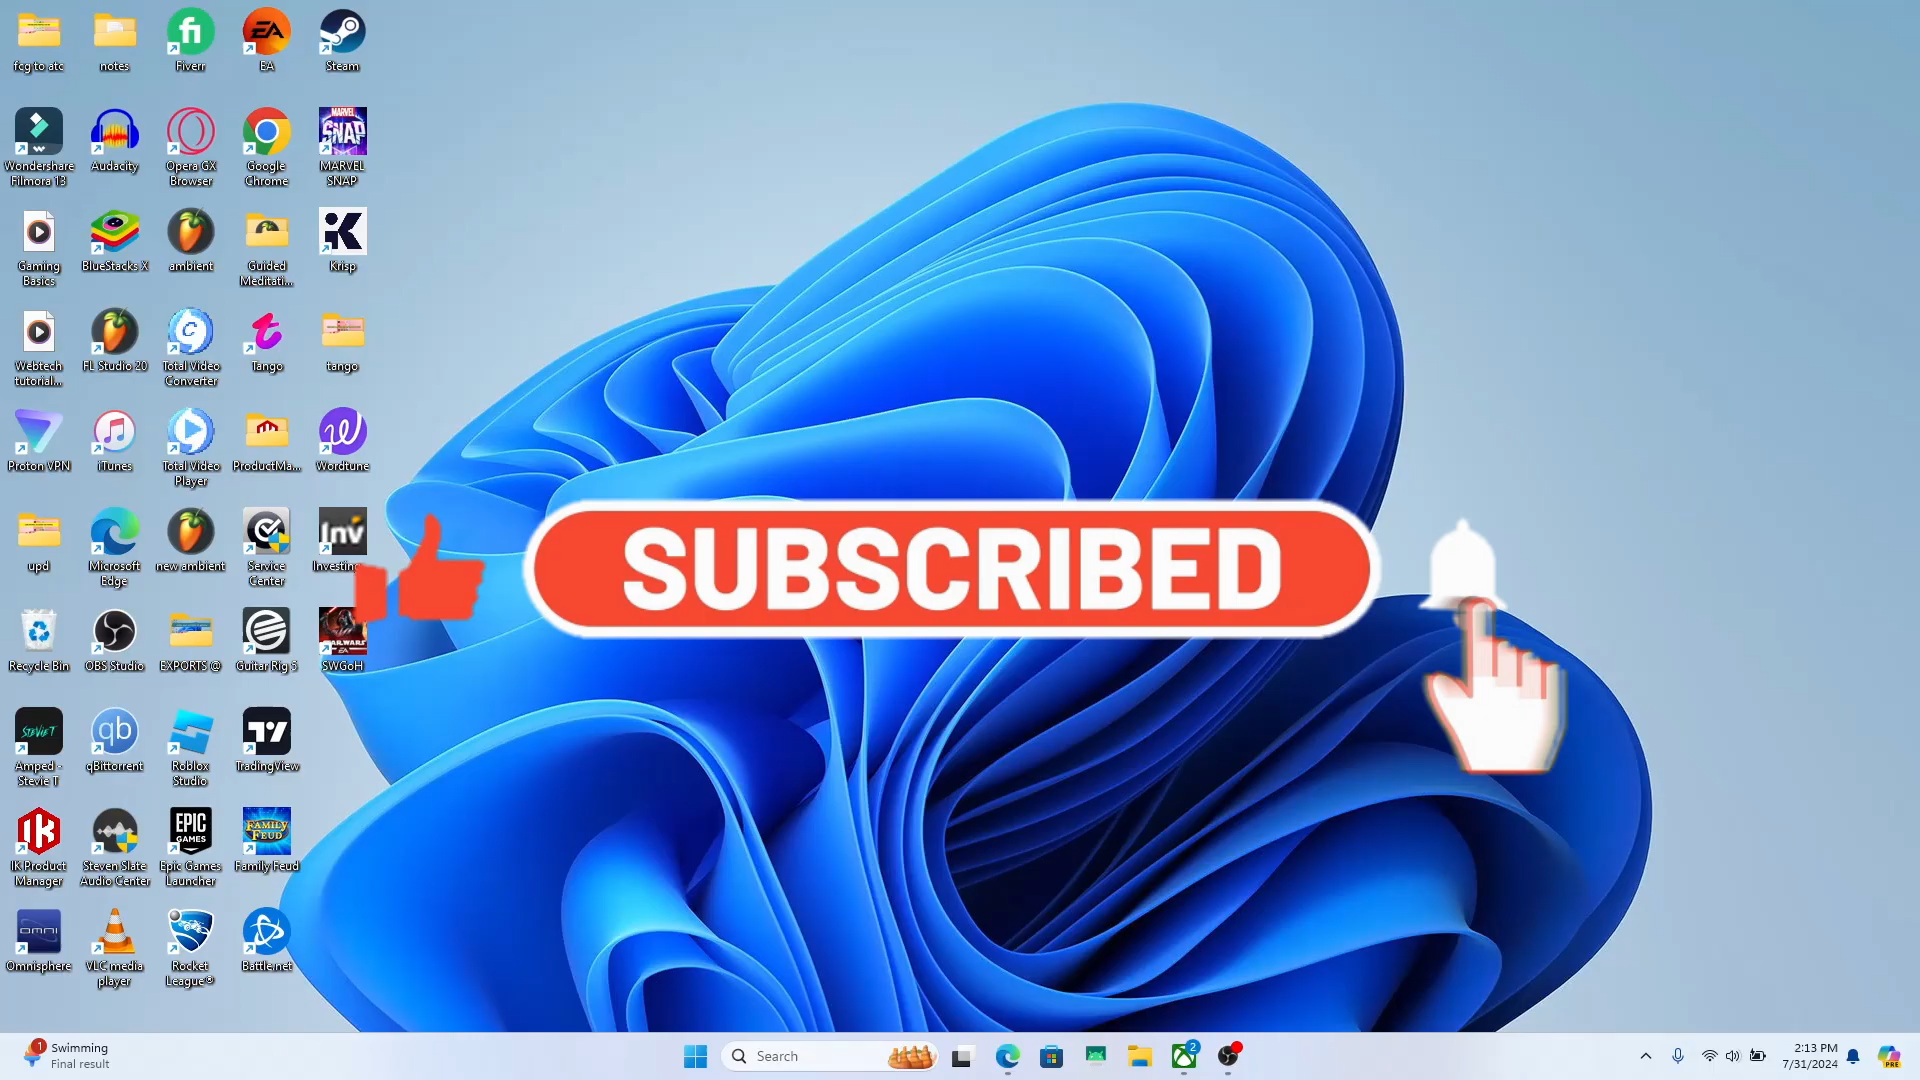 fcg to atc
notes
Fiverr
EA
Steam
Wondershare Filmora 13
Audacity
Opera GX Browser
Google Chrome
MARVEL SNAP
Gaming Basics
BlueStacks X
ambient
Guided Meditati...
Krisp
Webtech tutorial...
FL Studio 20
Total Video Converter
Tango
tango
Proton VPN
iTunes
Total Video Player
ProductMa...
Wordtune
upd
Microsoft Edge
new ambient
Service Center
Investing
SUBSCRIBED
Recycle Bin
OBS Studio
EXPORTS @
Guitar Rig 5
SWGoH
Amped - Stevie T
qBittorrent
Roblox Studio
TradingView
IK Product Manager
Steven Slate Audio Center
Epic Games Launcher
Family Feud
Omnisphere
VLC media player
Rocket League®
Battle.net
1
Swimming
Final result
Search
2
2:13 PM
7/31/2024